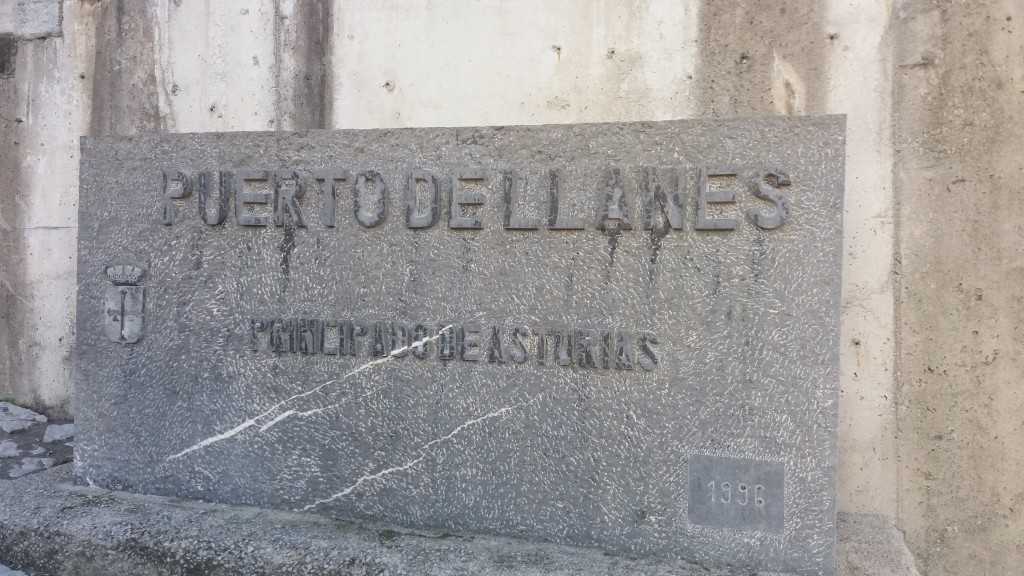 PUERTO DE LLANES
PRINCIPADO DE ASTURIAS
1996